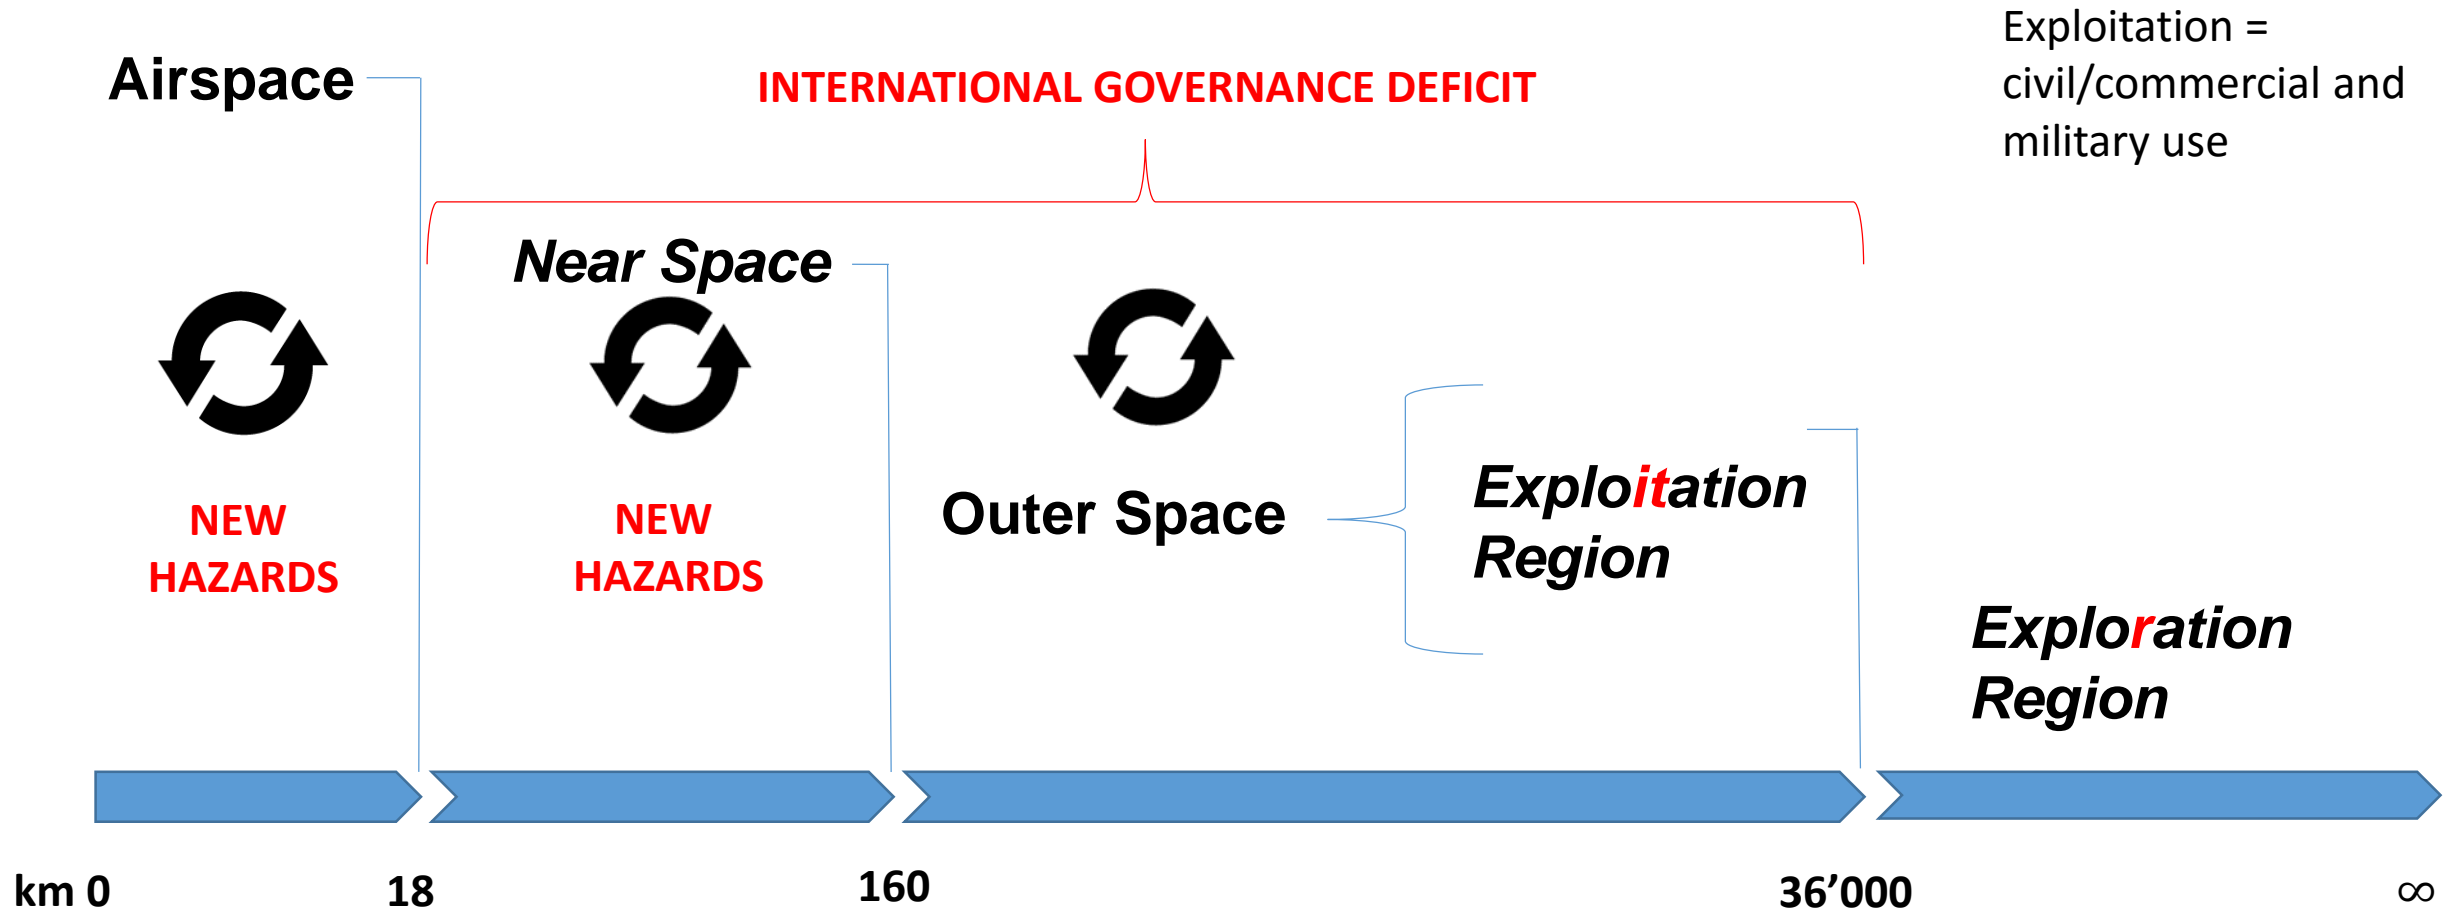 Airspace
INTERNATIONAL GOVERNANCE DEFICIT
Exploitation =
civil/commercial and
military use
Near Space
NEW
HAZARDS
NEW
HAZARDS
Outer Space
Exploitation
Region
Exploration
Region
km 0
18
160
36’000
∞